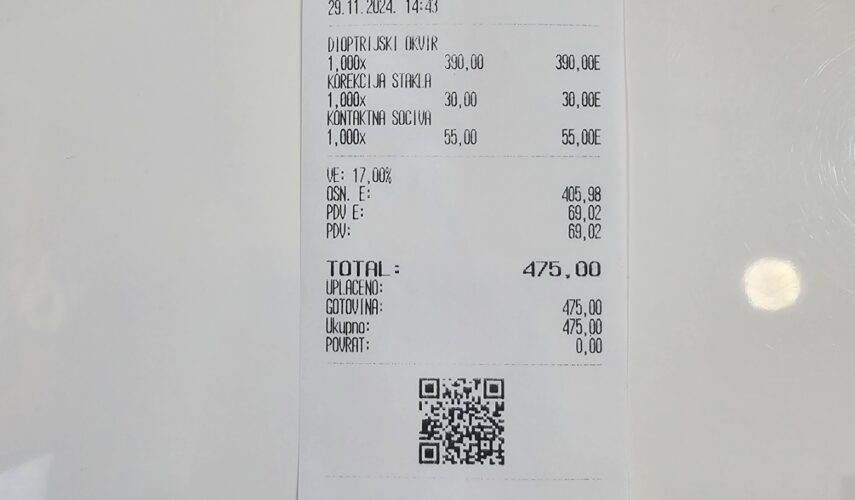 29.11.2024. 14:43
DIOPTRIJSKI OKVIR
1,000x 390,00 390,00E
KOREKCIJA STAKLA
1,000x 30,00 30,00E
KONTAKTNA SOCIVA
1,000x 55,00 55,00E
VE: 17,00%
OSN. E: 405,98
PDV E: 69,02
PDV: 69,02
TOTAL: 475,00
UPLACENO:
GOTOVINA: 475,00
Ukupno: 475,00
POVRAT: 0,00